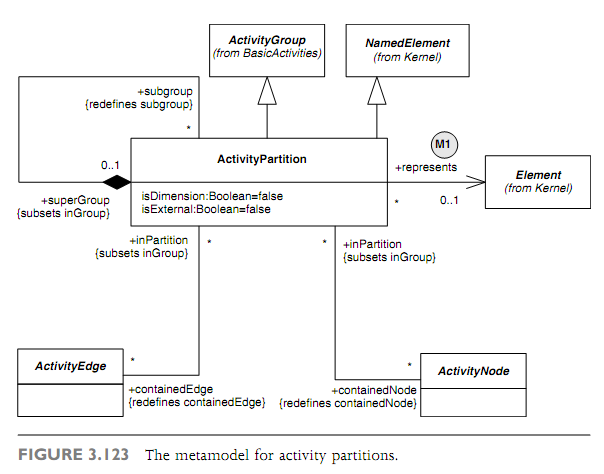 ActivityGroup
(from BasicActivities)
NamedElement
(from Kernel)
+subgroup
{redefines subgroup}
*
M1
0..1
ActivityPartition
+represents
Element
(from Kernel)
isDimension:Boolean=false
isExternal:Boolean=false
*
0..1
+superGroup
{subsets inGroup}
+inPartition
{subsets inGroup}
*
*
+inPartition
{subsets inGroup}
ActivityEdge
*
+containedEdge
{redefines containedEdge}
*
+containedNode
{redefines containedNode}
ActivityNode
FIGURE 3.123 The metamodel for activity partitions.